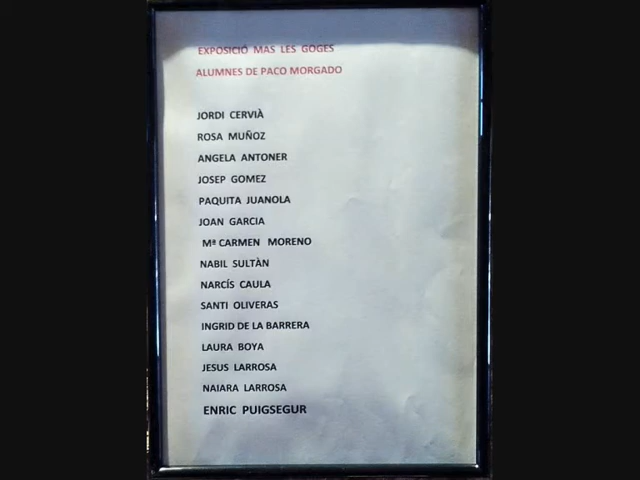 EXPOSICIÓ MAS LES GOGES
ALUMNES DE PACO MORGADO
JORDI CERVIÀ
ROSA MUÑOZ
ANGELA ANTONER
JOSEP GOMEZ
PAQUITA JUANOLA
JOAN GARCIA
Mª CARMEN MORENO
NABIL SULTÀN
NARCÍS CAULA
SANTI OLIVERAS
INGRID DE LA BARRERA
LAURA BOYA
JESUS LARROSA
NAIARA LARROSA
ENRIC PUIGSEGUR